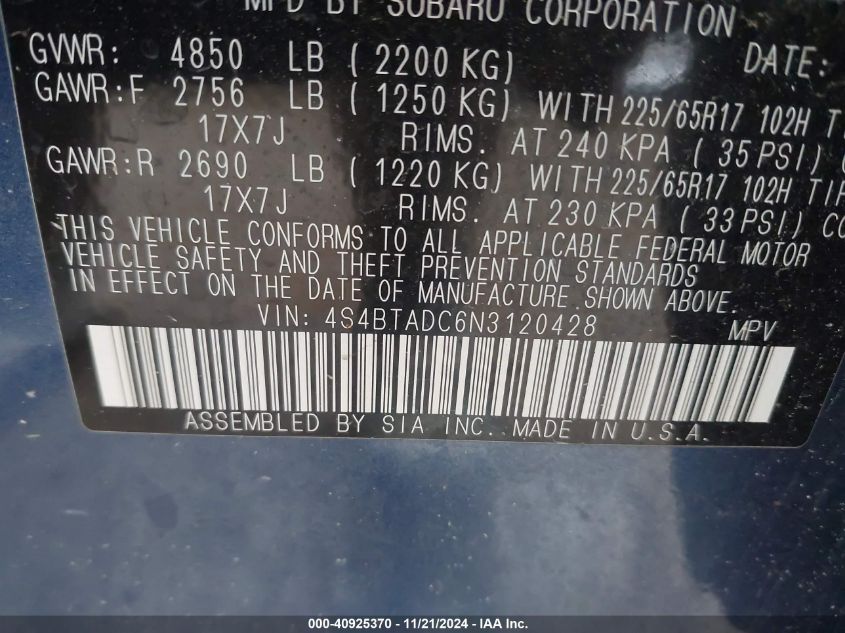 MFD BY SUBARU CORPORATION
GVWR: 4850 LB ( 2200 KG) DATE:
GAWR:F 2756 LB ( 1250 KG) WITH 225/65R17 102H
17X7J RIMS. AT 240 KPA ( 35 PSI)
GAWR:R 2690 LB ( 1220 KG) WITH 225/65R17 102H
17X7J RIMS. AT 230 KPA ( 33 PSI)
THIS VEHICLE CONFORMS TO ALL APPLICABLE FEDERAL MOTOR
VEHICLE SAFETY AND THEFT PREVENTION STANDARDS
IN EFFECT ON THE DATE OF MANUFACTURE SHOWN ABOVE.
VIN: 4S4BTADC6N3120428 MPV
ASSEMBLED BY SIA INC. MADE IN U.S.A.
000-40925370 - 11/21/2024 - IAA Inc.